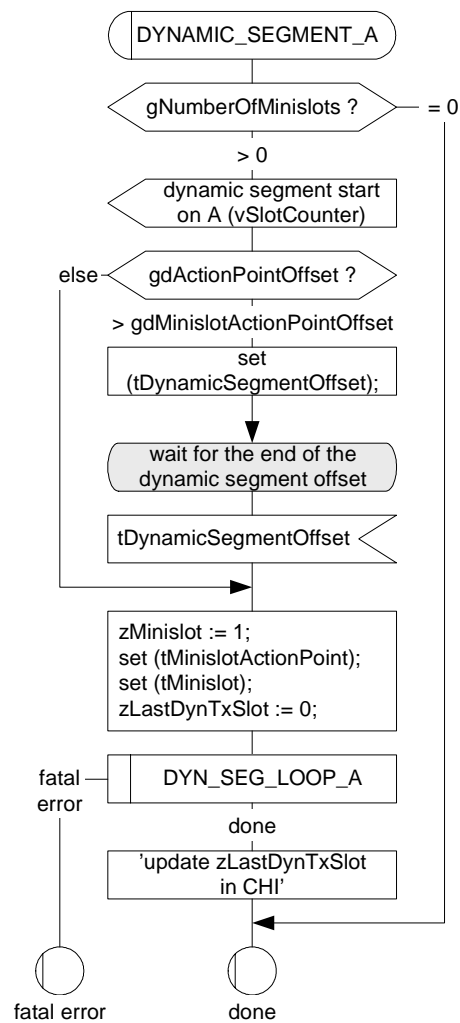 DYNAMIC_SEGMENT_A
gNumberOfMinislots ?
= 0
> 0
dynamic segment start
on A (vSlotCounter)
else
gdActionPointOffset ?
> gdMinislotActionPointOffset
set
(tDynamicSegmentOffset);
wait for the end of the
dynamic segment offset
tDynamicSegmentOffset
zMinislot := 1;
set (tMinislotActionPoint);
set (tMinislot);
zLastDynTxSlot := 0;
fatal
error
DYN_SEG_LOOP_A
done
'update zLastDynTxSlot
in CHI'
fatal error
done